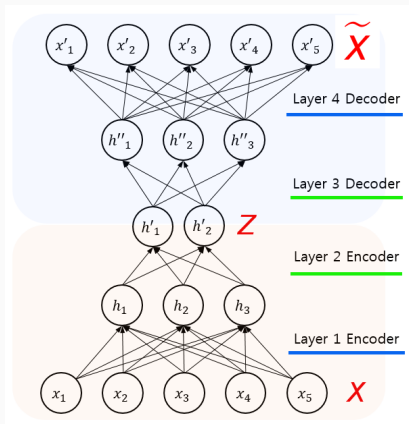 x′₁ x′₂ x′₃ x′₄ x′₅ X̃
Layer 4 Decoder
h′′₁ h′′₂ h′′₃
Layer 3 Decoder
h′₁ h′₂ Z
Layer 2 Encoder
h₁ h₂ h₃
Layer 1 Encoder
x₁ x₂ x₃ x₄ x₅ X